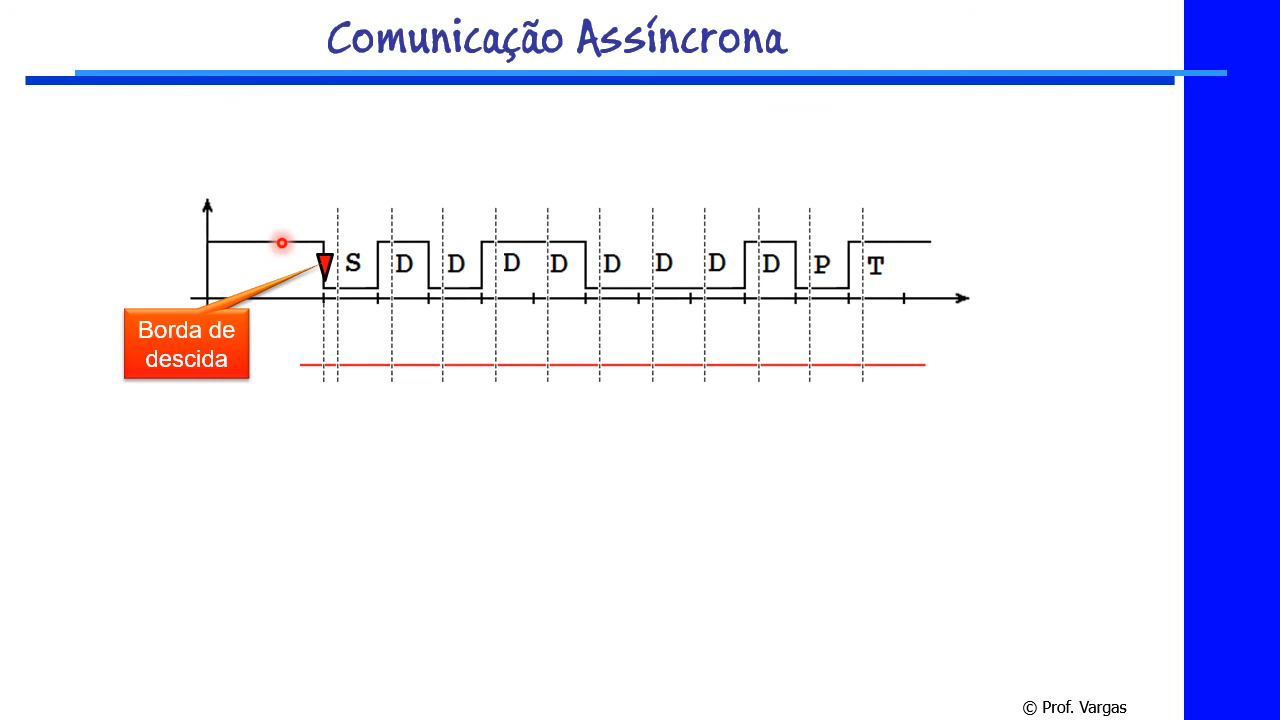 Comunicação Assíncrona
S D D D D D D D D P T
Borda de
descida
© Prof. Vargas